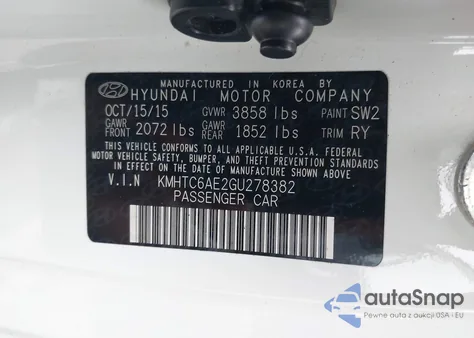 MANUFACTURED IN KOREA BY
HYUNDAI MOTOR COMPANY
OCT/15/15 GVWR 3858 lbs PAINT SW2
GAWR FRONT 2072 lbs GAWR REAR 1852 lbs TRIM RY
THIS VEHICLE CONFORMS TO ALL APPLICABLE U.S.A. FEDERAL
MOTOR VEHICLE SAFETY, BUMPER, AND THEFT PREVENTION STANDARDS
IN EFFECT ON THE DATE OF MANUFACTURE SHOWN ABOVE.
V.I.N KMHTC6AE2GU278382
PASSENGER CAR
autoSnap
Pewne auta z aukcji USA i EU